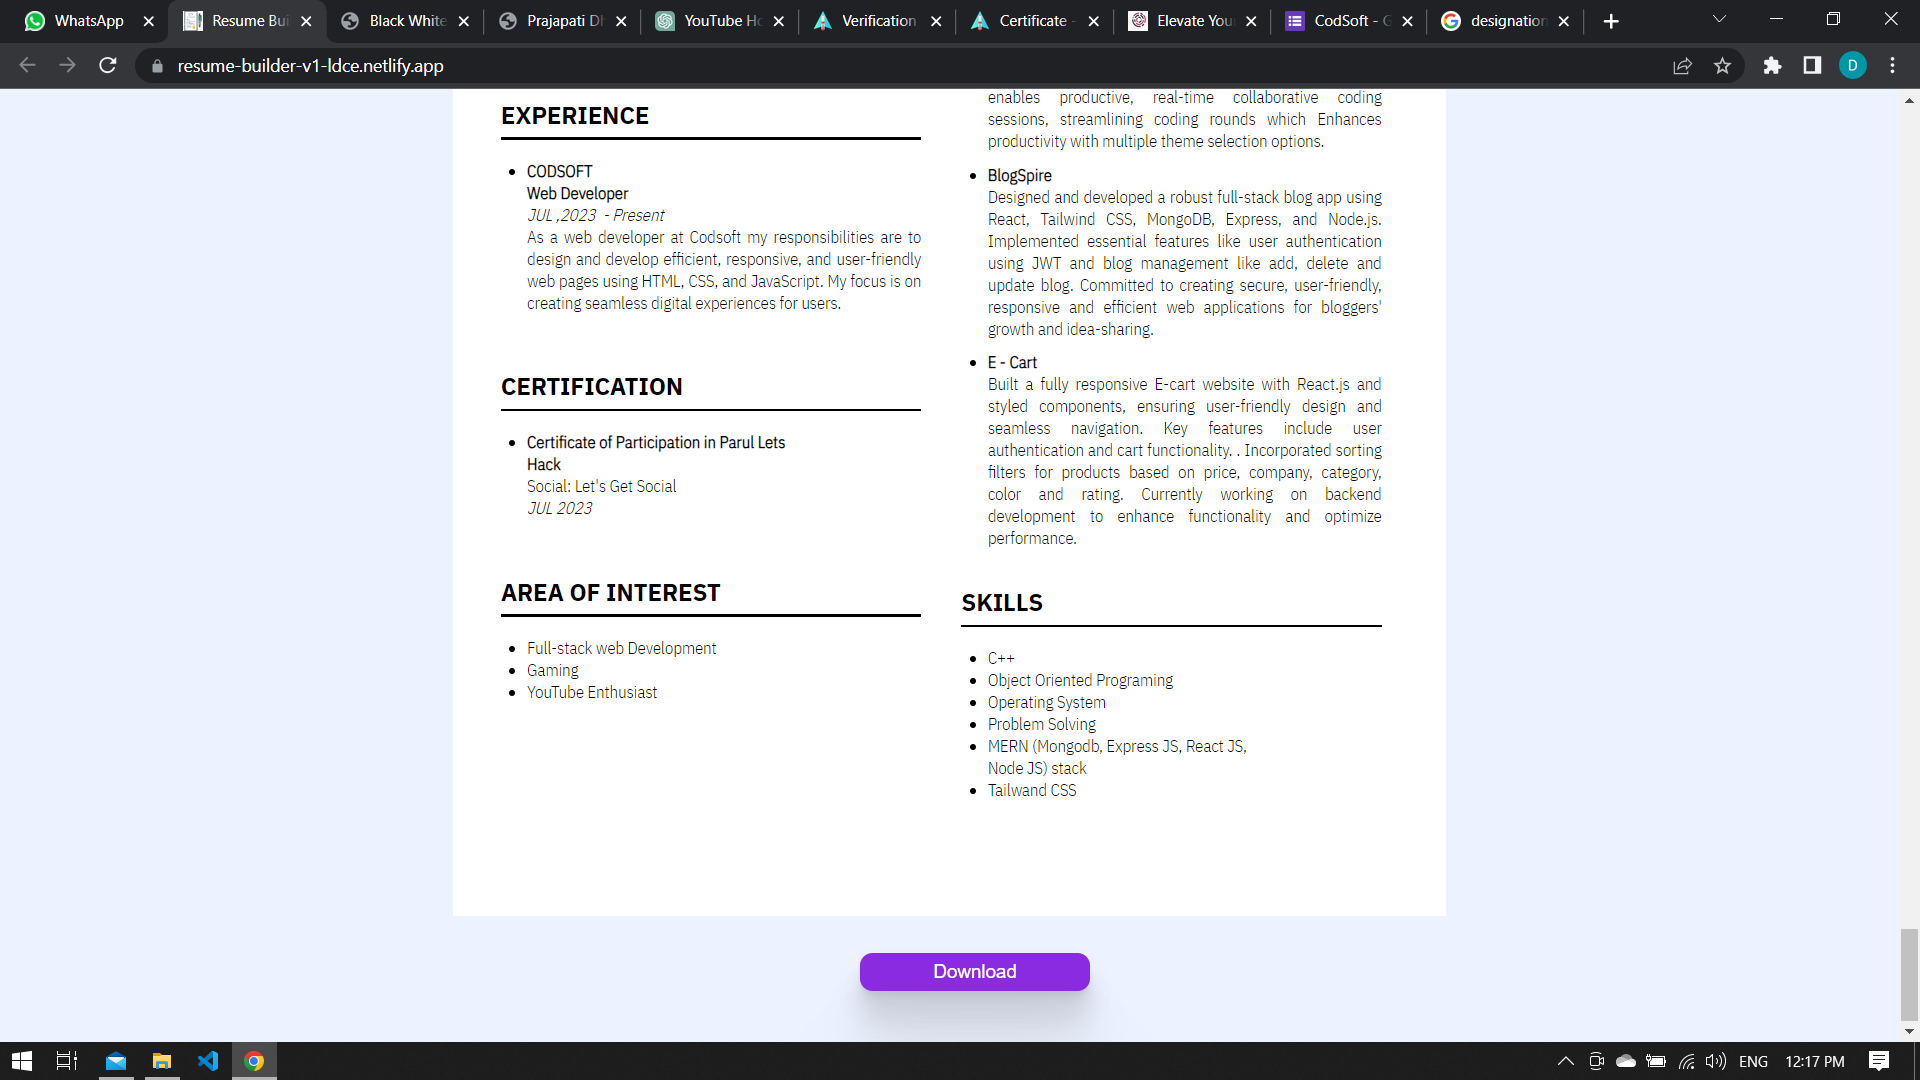 WhatsApp
Resume Bui
Black White
Prajapati Dh
YouTube Ho
Verification
Certificate -
Elevate You
CodSoft - G
designation
resume-builder-v1-ldce.netlify.app
D
EXPERIENCE
CODSOFT
Web Developer
JUL ,2023 - Present
As a web developer at Codsoft my responsibilities are to
design and develop efficient, responsive, and user-friendly
web pages using HTML, CSS, and JavaScript. My focus is on
creating seamless digital experiences for users.
CERTIFICATION
Certificate of Participation in Parul Lets
Hack
Social: Let's Get Social
JUL 2023
AREA OF INTEREST
Full-stack web Development
Gaming
YouTube Enthusiast
enables productive, real-time collaborative coding
sessions, streamlining coding rounds which Enhances
productivity with multiple theme selection options.
BlogSpire
Designed and developed a robust full-stack blog app using
React, Tailwind CSS, MongoDB, Express, and Node.js.
Implemented essential features like user authentication
using JWT and blog management like add, delete and
update blog. Committed to creating secure, user-friendly,
responsive and efficient web applications for bloggers'
growth and idea-sharing.
E - Cart
Built a fully responsive E-cart website with React.js and
styled components, ensuring user-friendly design and
seamless navigation. Key features include user
authentication and cart functionality. . Incorporated sorting
filters for products based on price, company, category,
color and rating. Currently working on backend
development to enhance functionality and optimize
performance.
SKILLS
C++
Object Oriented Programing
Operating System
Problem Solving
MERN (Mongodb, Express JS, React JS,
Node JS) stack
Tailwand CSS
Download
ENG
12:17 PM